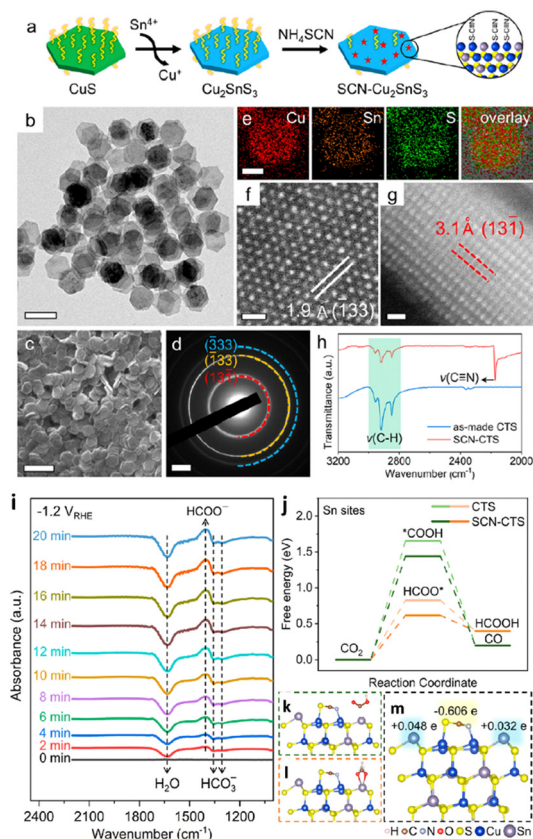 a
Sn⁴⁺
Cu⁺
NH₄SCN
CuS
Cu₂SnS₃
SCN-Cu₂SnS₃
S-C≡N
S-C≡N
S-C≡N
b
e
Cu
Sn
S
overlay
f
1.9 Å (1̄33)
g
3.1 Å (131̄)
c
d
(3̄33)
(1̄33)
(131̄)
h
Transmittance (a.u.)
ν(C≡N)
ν(C-H)
as-made CTS
SCN-CTS
3200 2800 2400 2000
Wavenumber (cm⁻¹)
i
-1.2 V_RHE
HCOO⁻
20 min
18 min
16 min
14 min
12 min
10 min
8 min
6 min
4 min
2 min
0 min
H₂O
HCO₃⁻
Absorbance (a.u.)
2400 2100 1800 1500 1200
Wavenumber (cm⁻¹)
j
Sn sites
CTS
SCN-CTS
*COOH
HCOO*
HCOOH
CO₂
CO
Free energy (eV)
2.0
1.5
1.0
0.5
0.0
Reaction Coordinate
k
l
m
-0.606 e
+0.048 e
+0.032 e
H C N O S Cu Sn